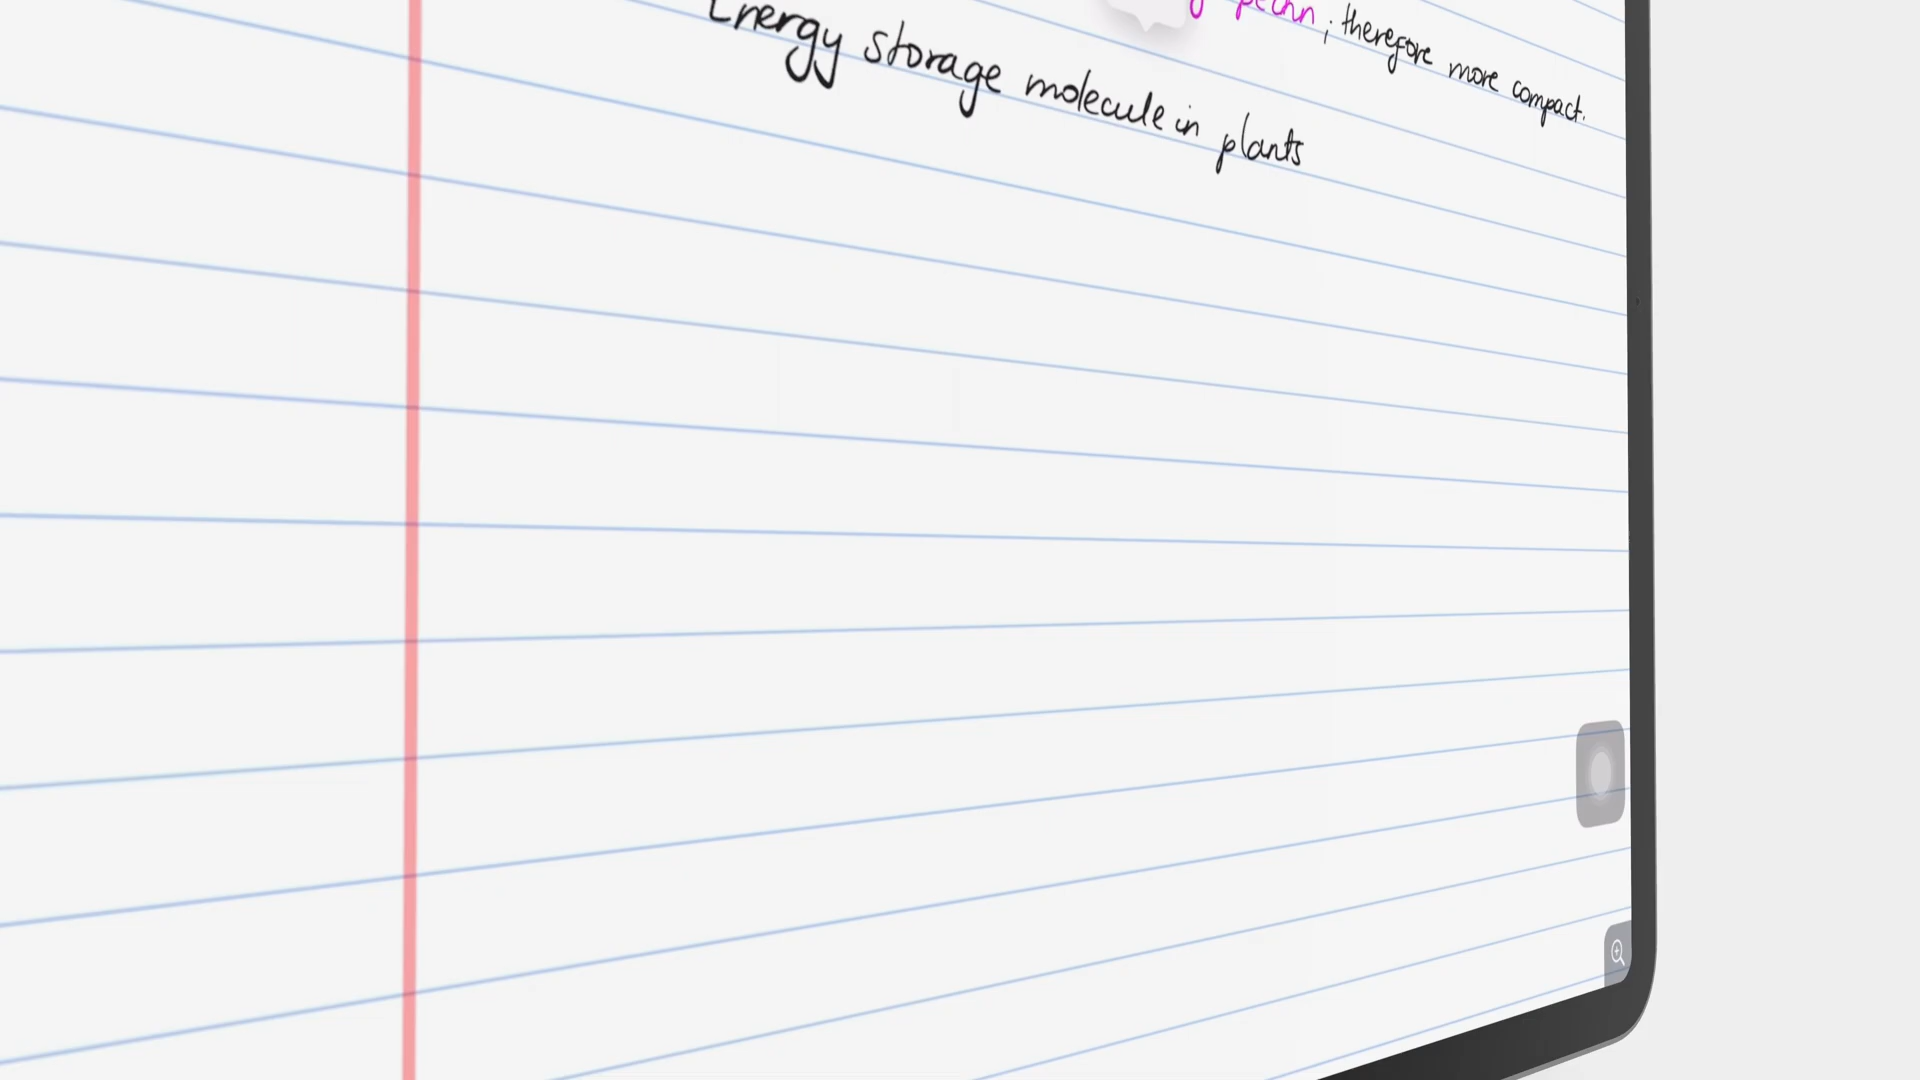 ; therefore more compact.
Energy storage molecule in plants